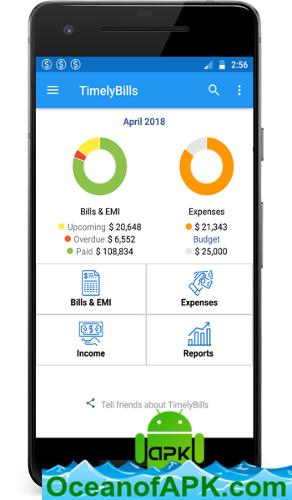 2:56
TimelyBills
April 2018
Bills & EMI
Upcoming $ 20,648
Overdue $ 6,552
Paid $ 108,834
Expenses
$ 21,343
Budget
$ 25,000
Bills & EMI
Expenses
Income
Reports
Tell friends about TimelyBills
APK
OceanofAPK.com